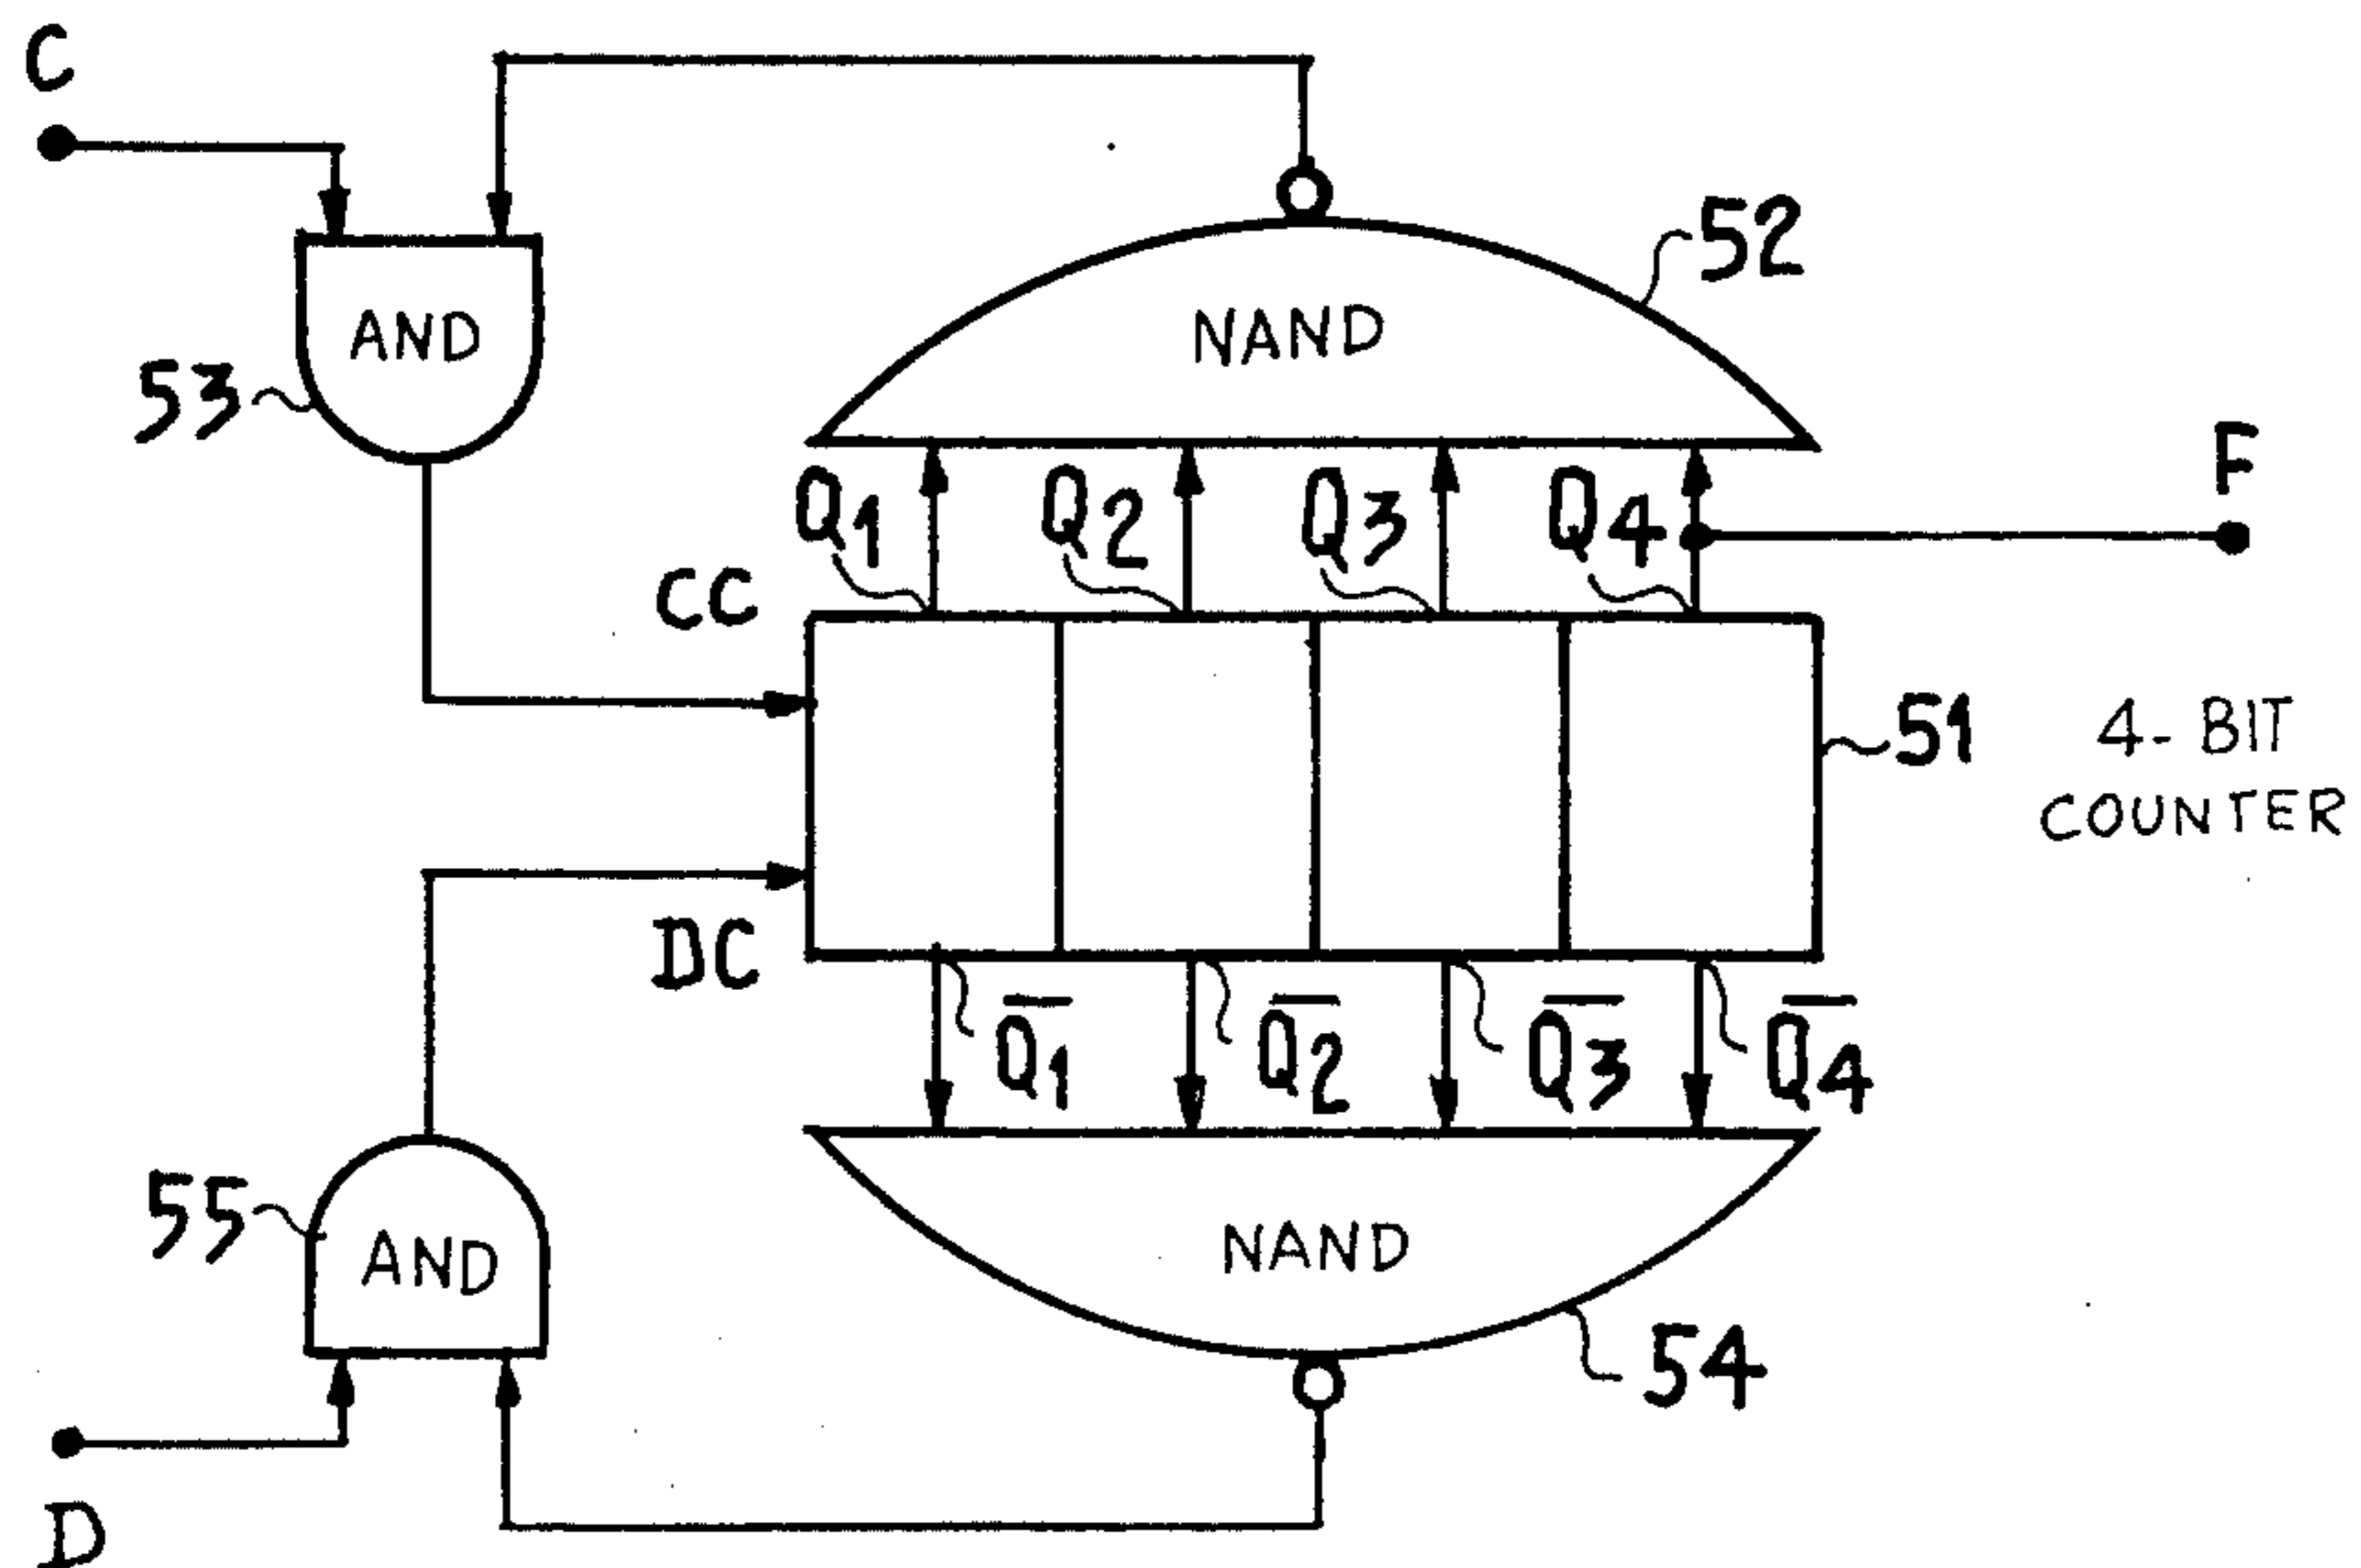 C
AND
53
NAND
52
Q1
Q2
Q3
Q4
F
CC
51
4-BIT
COUNTER
DC
Q̅1
Q̅2
Q̅3
Q̅4
55
AND
NAND
54
D